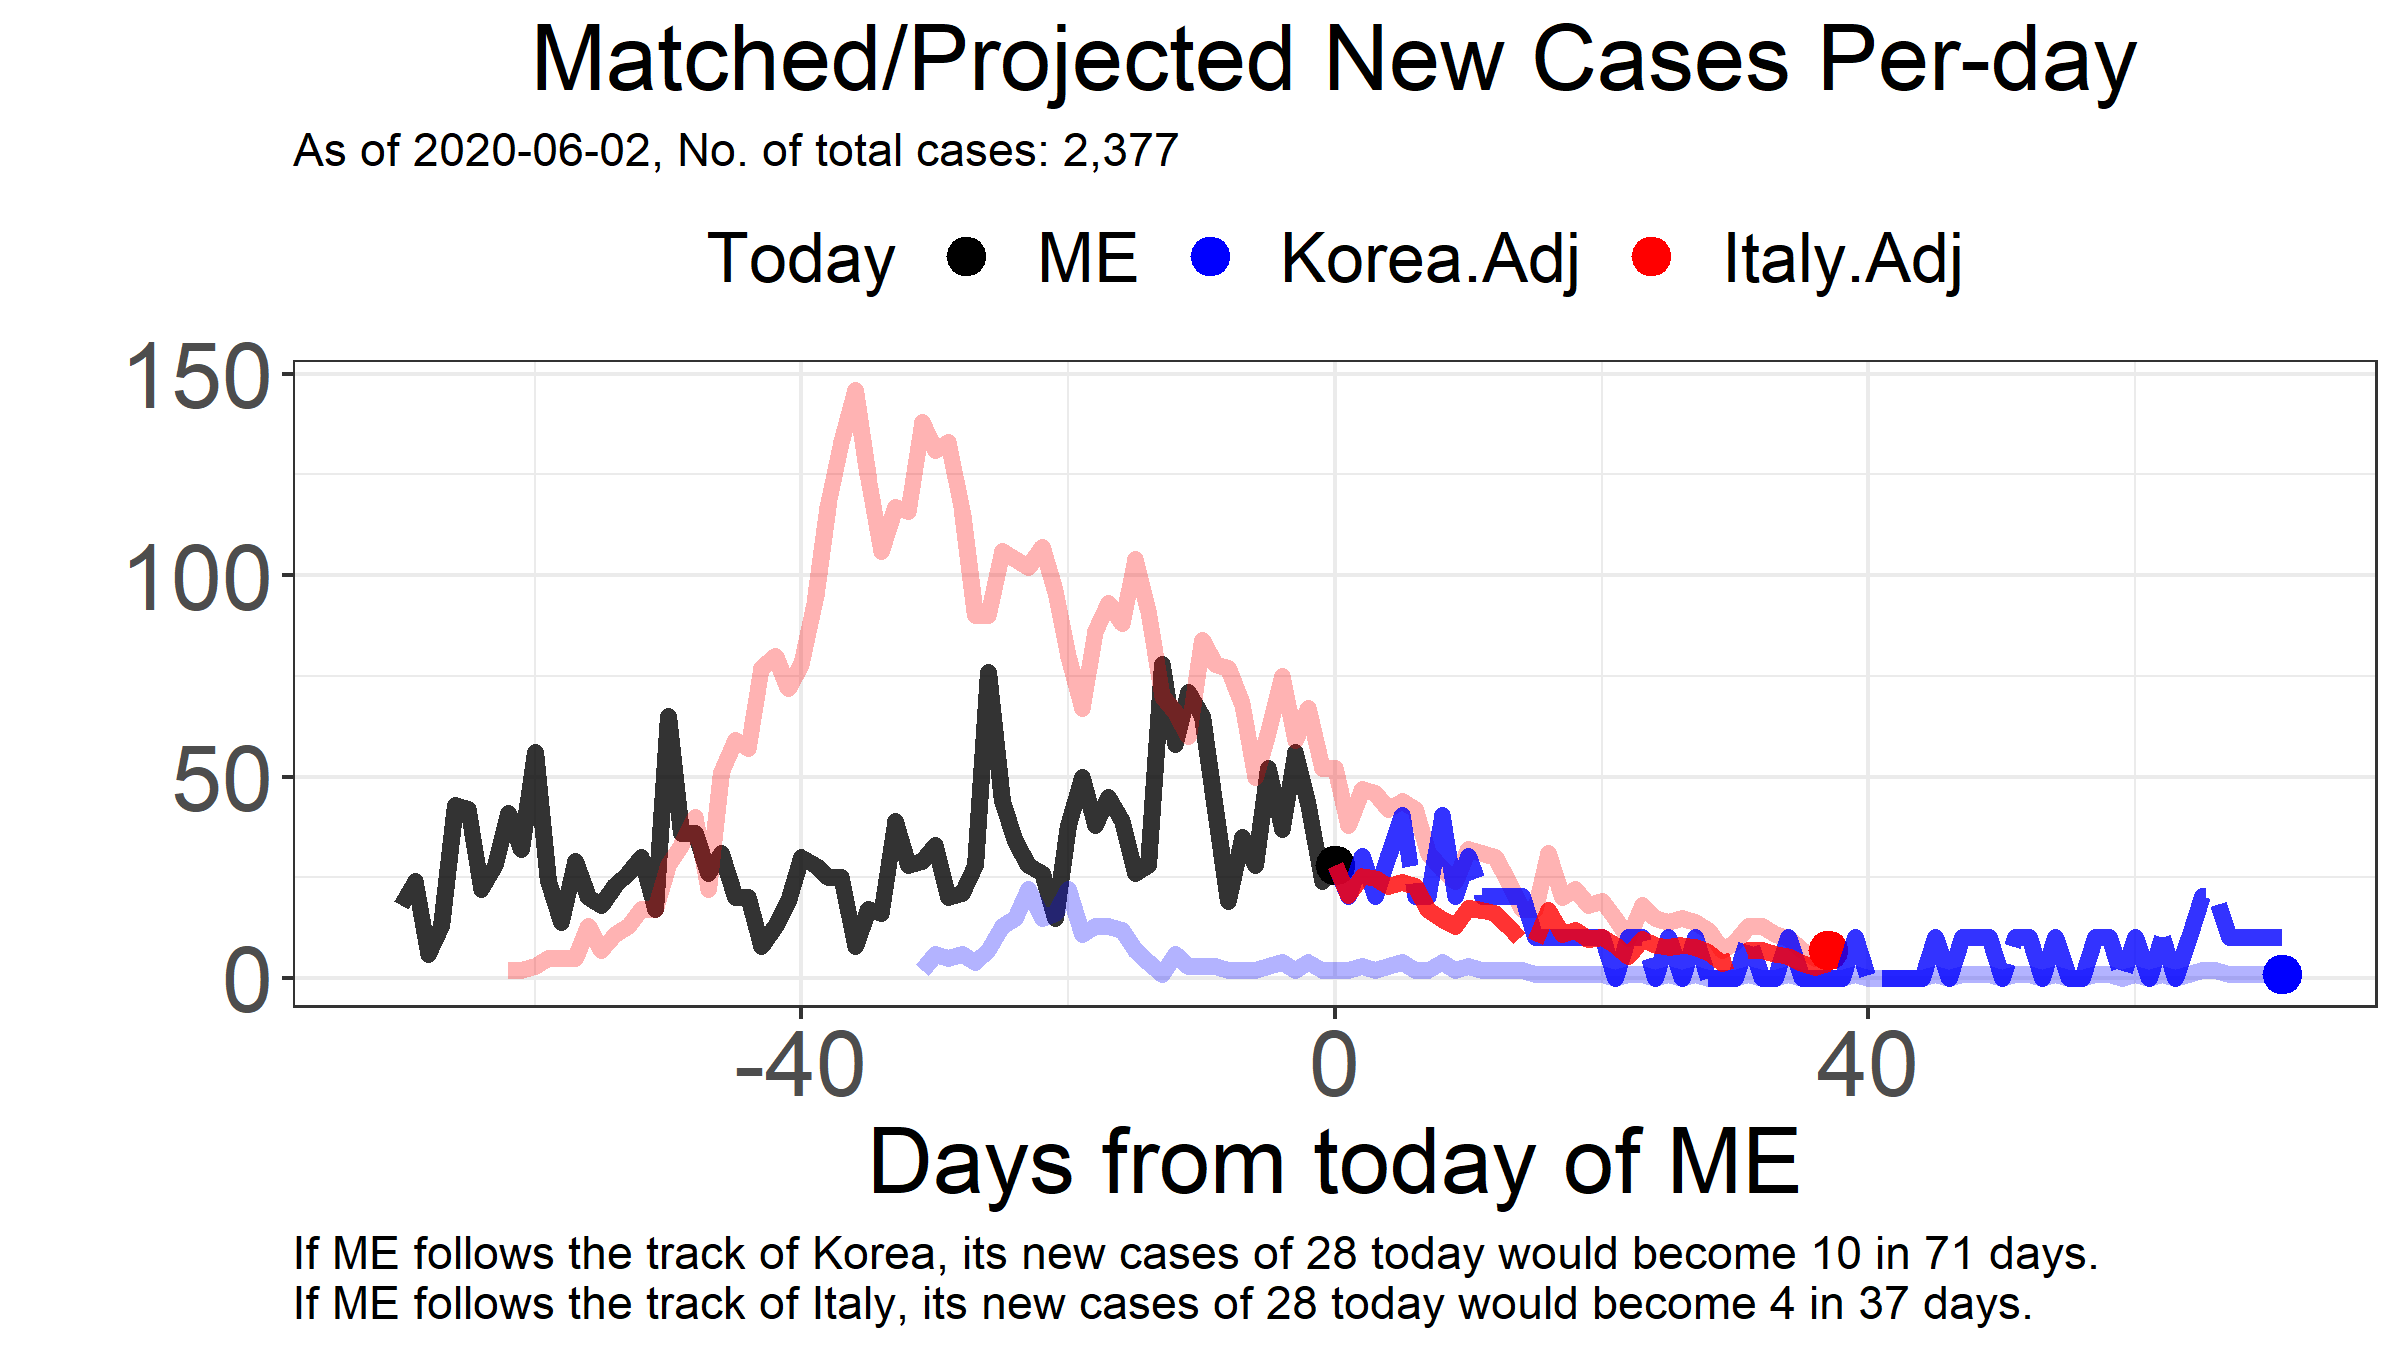 Matched/Projected New Cases Per-day
As of 2020-06-02, No. of total cases: 2,377
Today ME Korea.Adj Italy.Adj
150
100
50
0
-40 0 40
Days from today of ME
If ME follows the track of Korea, its new cases of 28 today would become 10 in 71 days.
If ME follows the track of Italy, its new cases of 28 today would become 4 in 37 days.